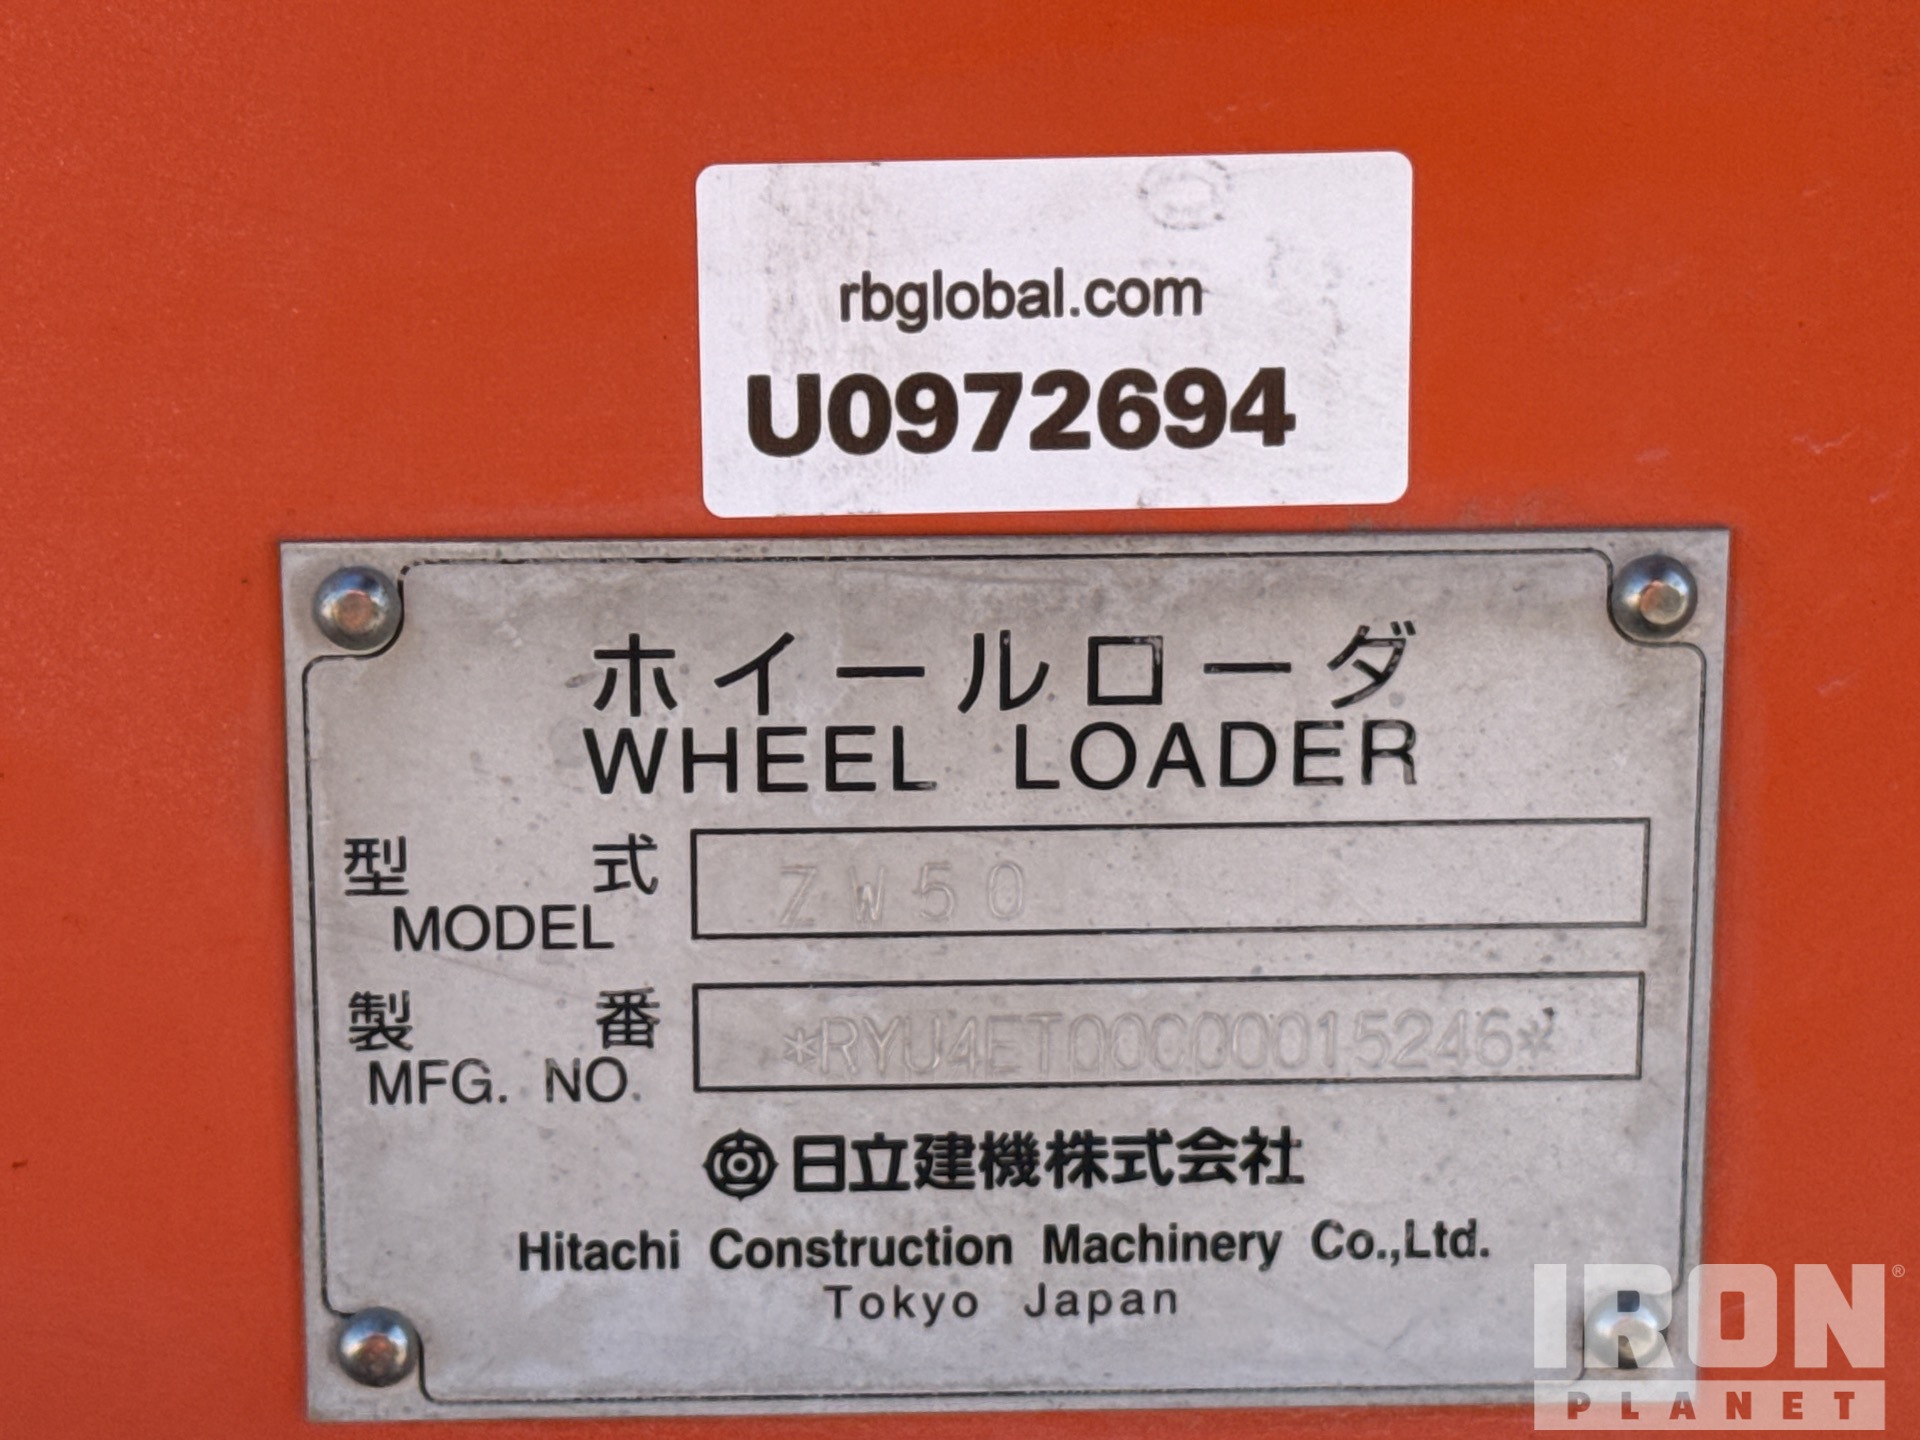 rbglobal.com
U0972694
ホイールローダ
WHEEL LOADER
型式
MODEL
ZW50
製番
MFG. NO.
*RYU4ET00C00015246*
日立建機株式会社
Hitachi Construction Machinery Co.,Ltd.
Tokyo Japan
IRON®
PLANET